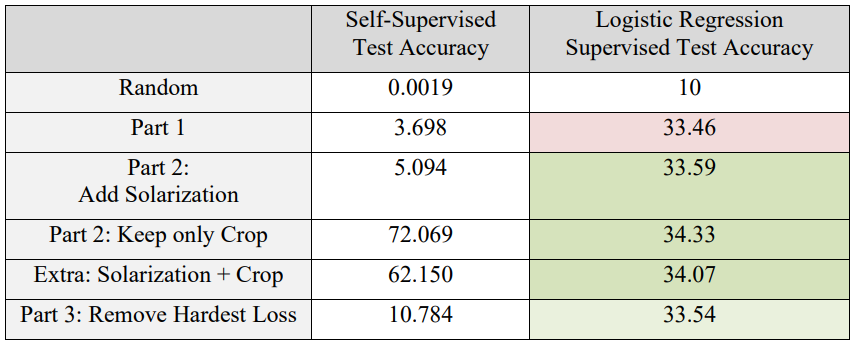 Self-Supervised
Test Accuracy
Logistic Regression
Supervised Test Accuracy
Random
0.0019
10
Part 1
3.698
33.46
Part 2:
Add Solarization
5.094
33.59
Part 2: Keep only Crop
72.069
34.33
Extra: Solarization + Crop
62.150
34.07
Part 3: Remove Hardest Loss
10.784
33.54